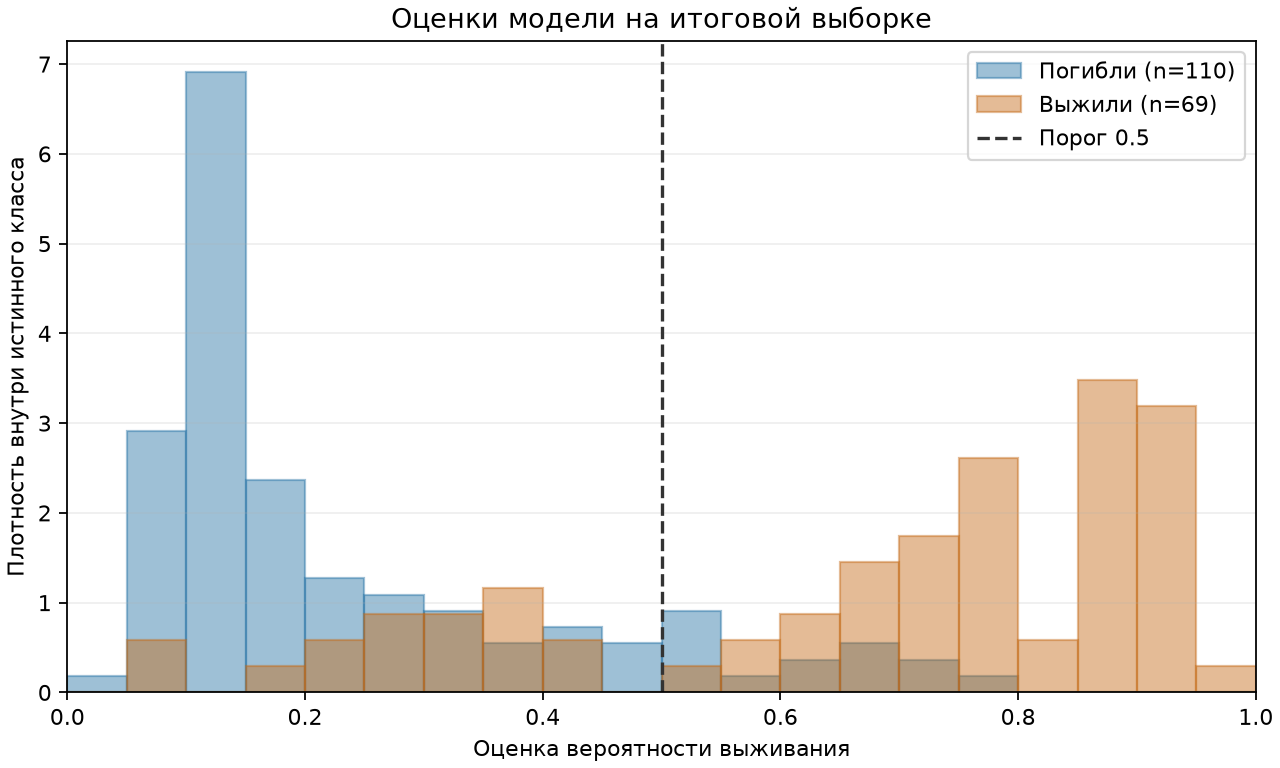 Оценки модели на итоговой выборке
Погибли (n=110)
Выжили (n=69)
Порог 0.5
Плотность внутри истинного класса
7
6
5
4
3
2
1
0
0.0 0.2 0.4 0.6 0.8 1.0
Оценка вероятности выживания